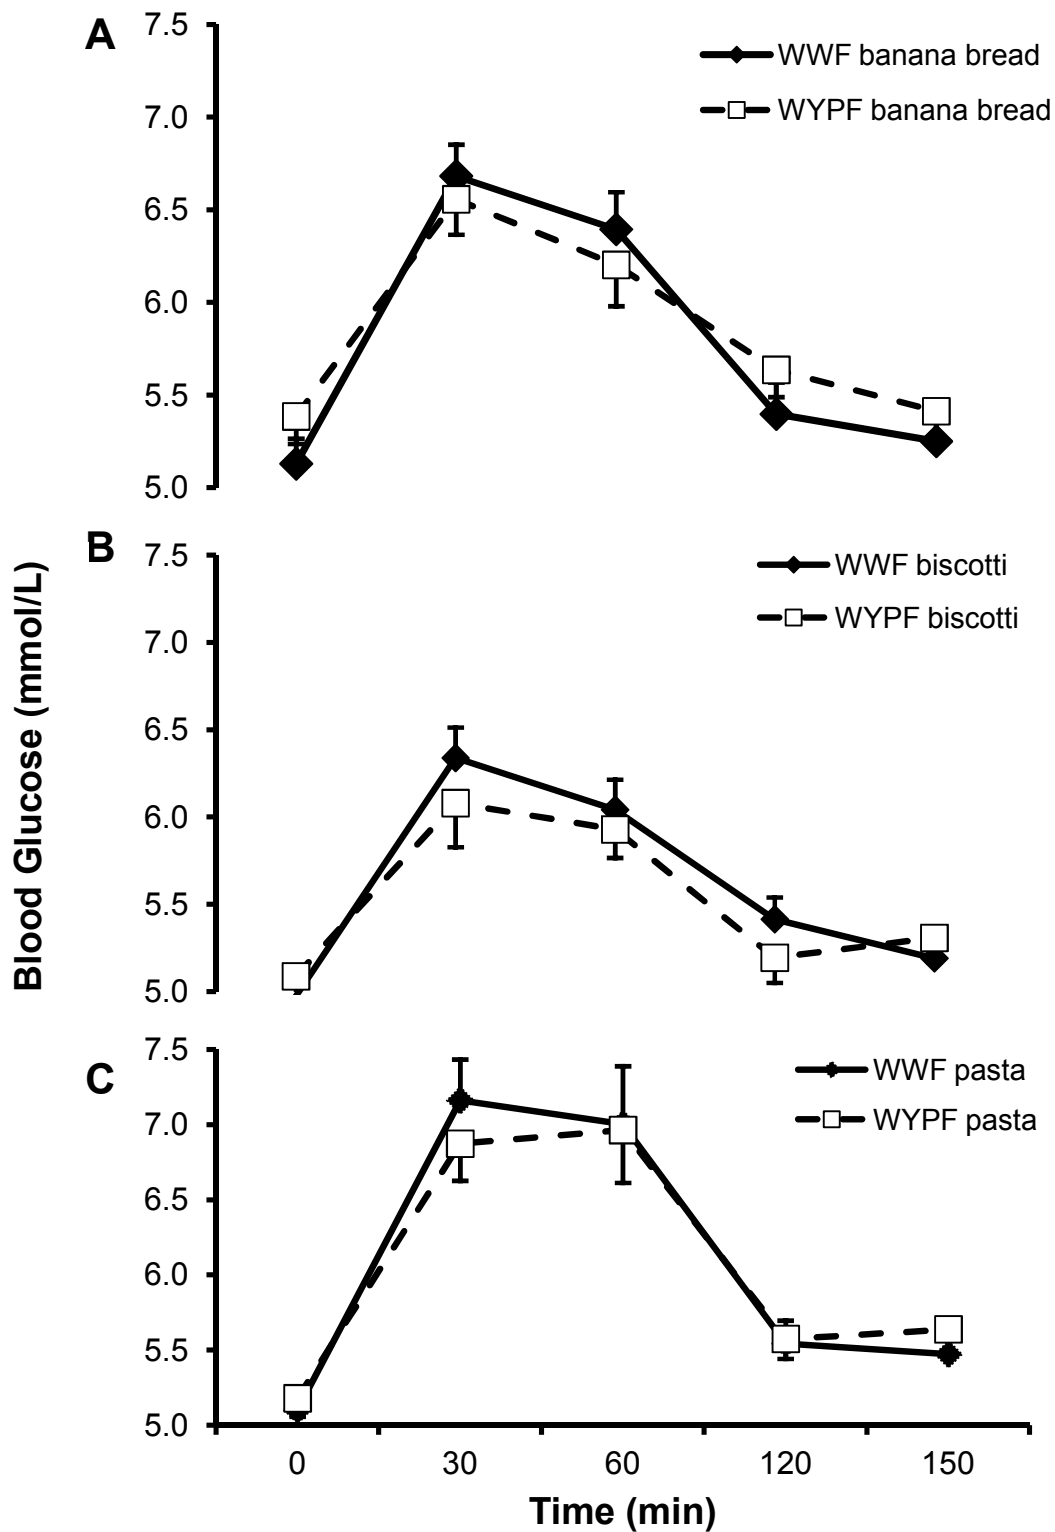 A
7.5
7.0
6.5
6.0
5.5
5.0
WWF banana bread
WYPF banana bread
B
7.5
7.0
6.5
6.0
5.5
5.0
WWF biscotti
WYPF biscotti
Blood Glucose (mmol/L)
C
7.5
7.0
6.5
6.0
5.5
5.0
WWF pasta
WYPF pasta
0 30 60 120 150
Time (min)